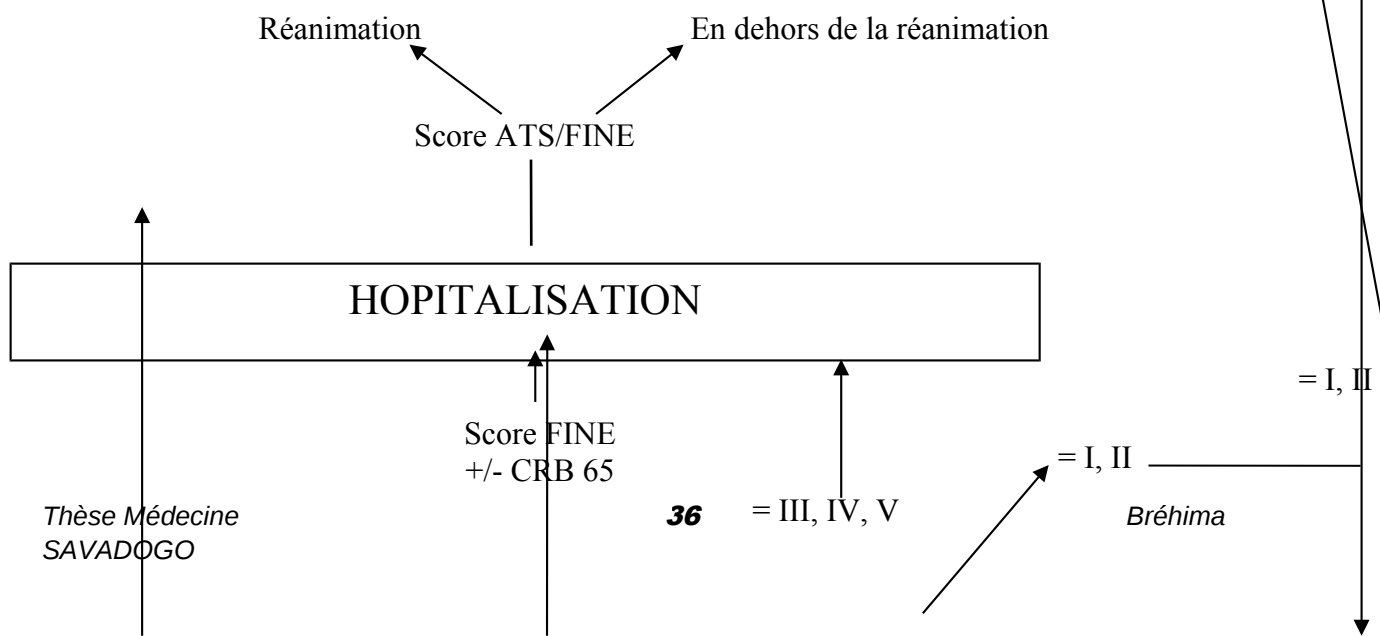 Réanimation En dehors de la réanimation
Score ATS/FINE
HOPITALISATION
= I, II
Score FINE
+/- CRB 65
= I, II
= III, IV, V
Thèse Médecine 36 Bréhima
SAVADOGO